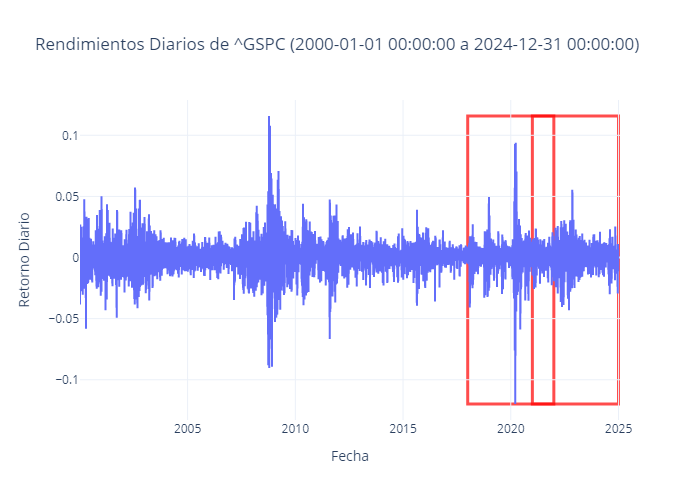 Rendimientos Diarios de ^GSPC (2000-01-01 00:00:00 a 2024-12-31 00:00:00)
Retorno Diario
0.1
0.05
0
−0.05
−0.1
2005 2010 2015 2020 2025
Fecha